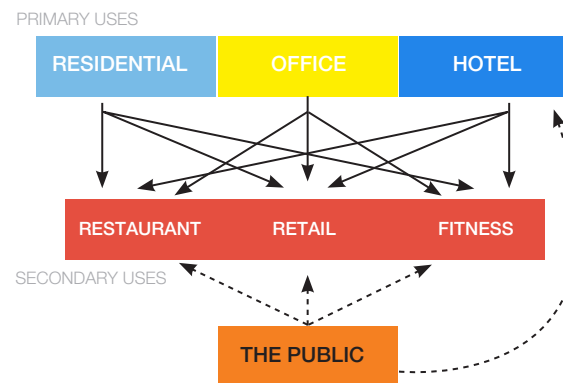 PRIMARY USES
RESIDENTIAL OFFICE HOTEL
RESTAURANT RETAIL FITNESS
SECONDARY USES
THE PUBLIC